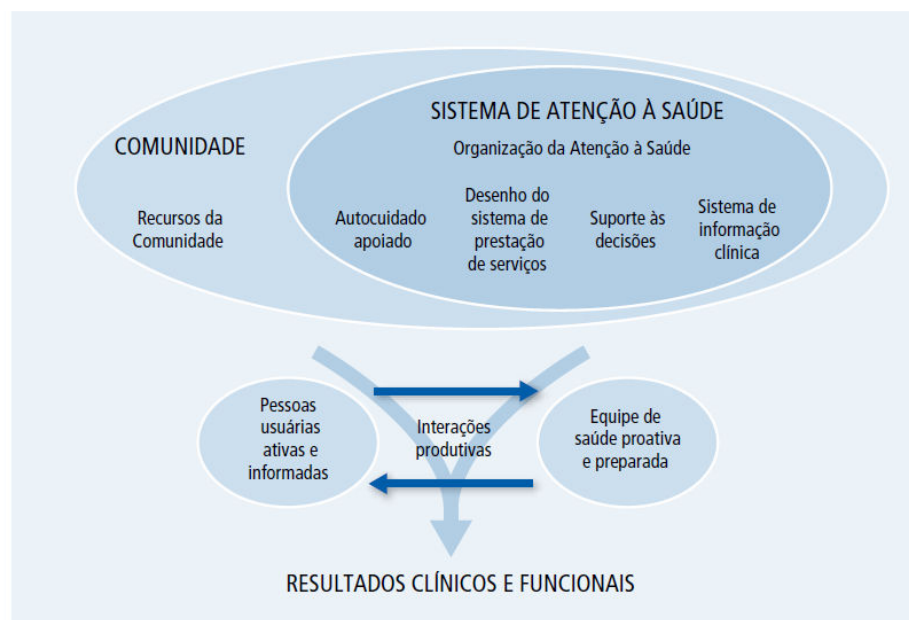 SISTEMA DE ATENÇÃO À SAÚDE
COMUNIDADE
Organização da Atenção à Saúde
Recursos da
Comunidade
Autocuidado
apoiado
Desenho do
sistema de
prestação
de serviços
Suporte às
decisões
Sistema de
informação
clínica
Pessoas
usuárias
ativas e
informadas
Interações
produtivas
Equipe de
saúde proativa
e preparada
RESULTADOS CLÍNICOS E FUNCIONAIS